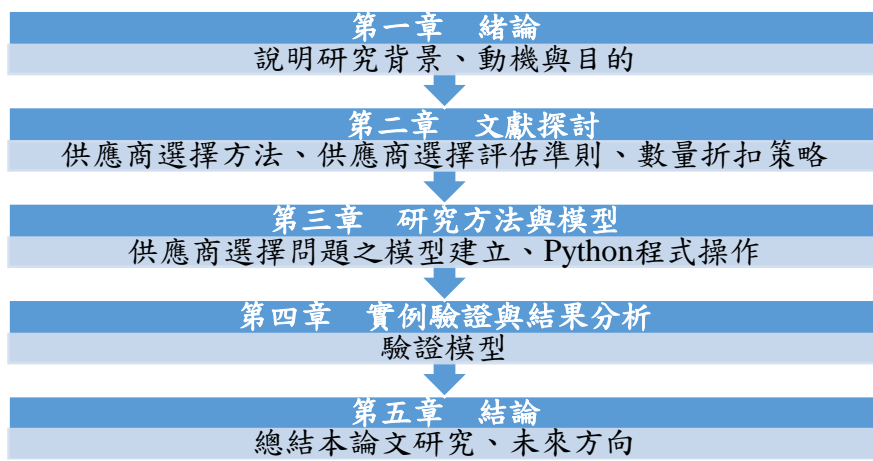 第一章　緒論
說明研究背景、動機與目的
第二章　文獻探討
供應商選擇方法、供應商選擇評估準則、數量折扣策略
第三章　研究方法與模型
供應商選擇問題之模型建立、Python程式操作
第四章　實例驗證與結果分析
驗證模型
第五章　結論
總結本論文研究、未來方向